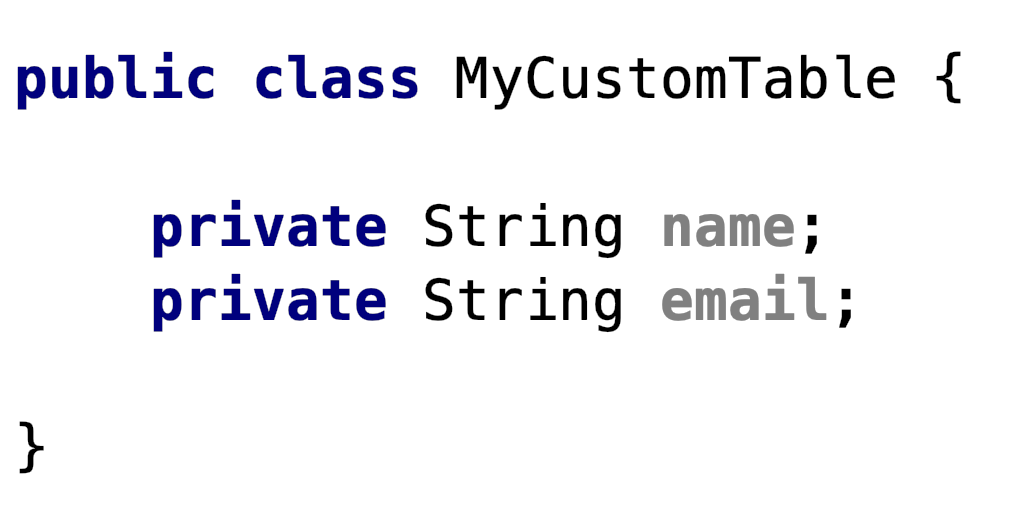 public class MyCustomTable {
private String name;
private String email;
}